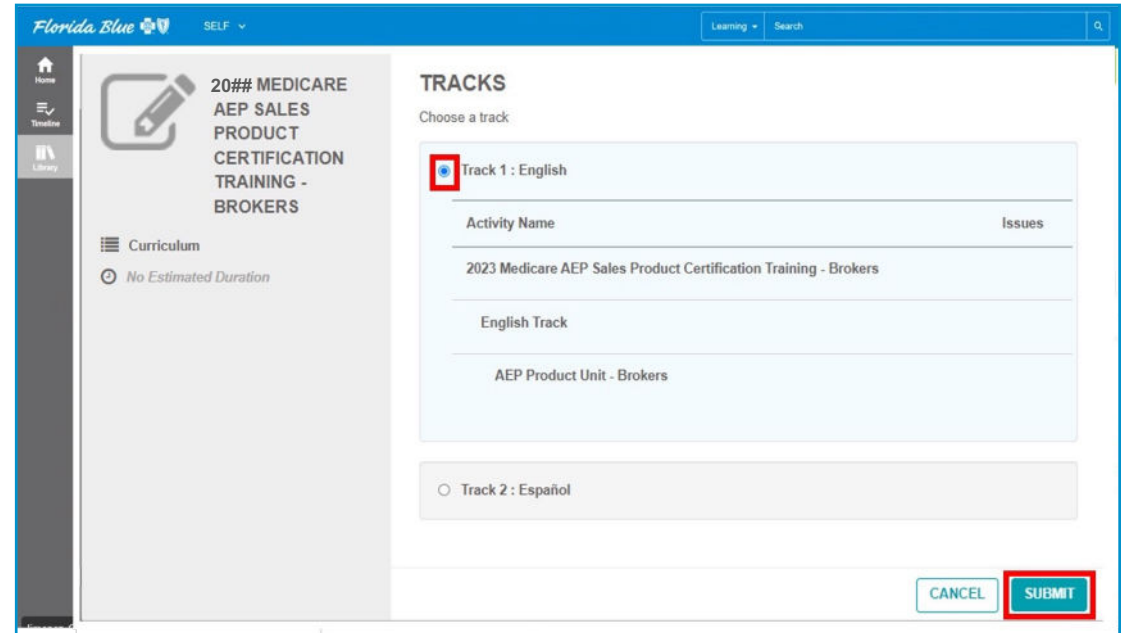 Florida Blue
SELF
Learning
Search
Home
Timeline
Library
20## MEDICARE
AEP SALES
PRODUCT
CERTIFICATION
TRAINING -
BROKERS
Curriculum
No Estimated Duration
TRACKS
Choose a track
Track 1 : English
Activity Name Issues
2023 Medicare AEP Sales Product Certification Training - Brokers
English Track
AEP Product Unit - Brokers
Track 2 : Español
CANCEL SUBMIT